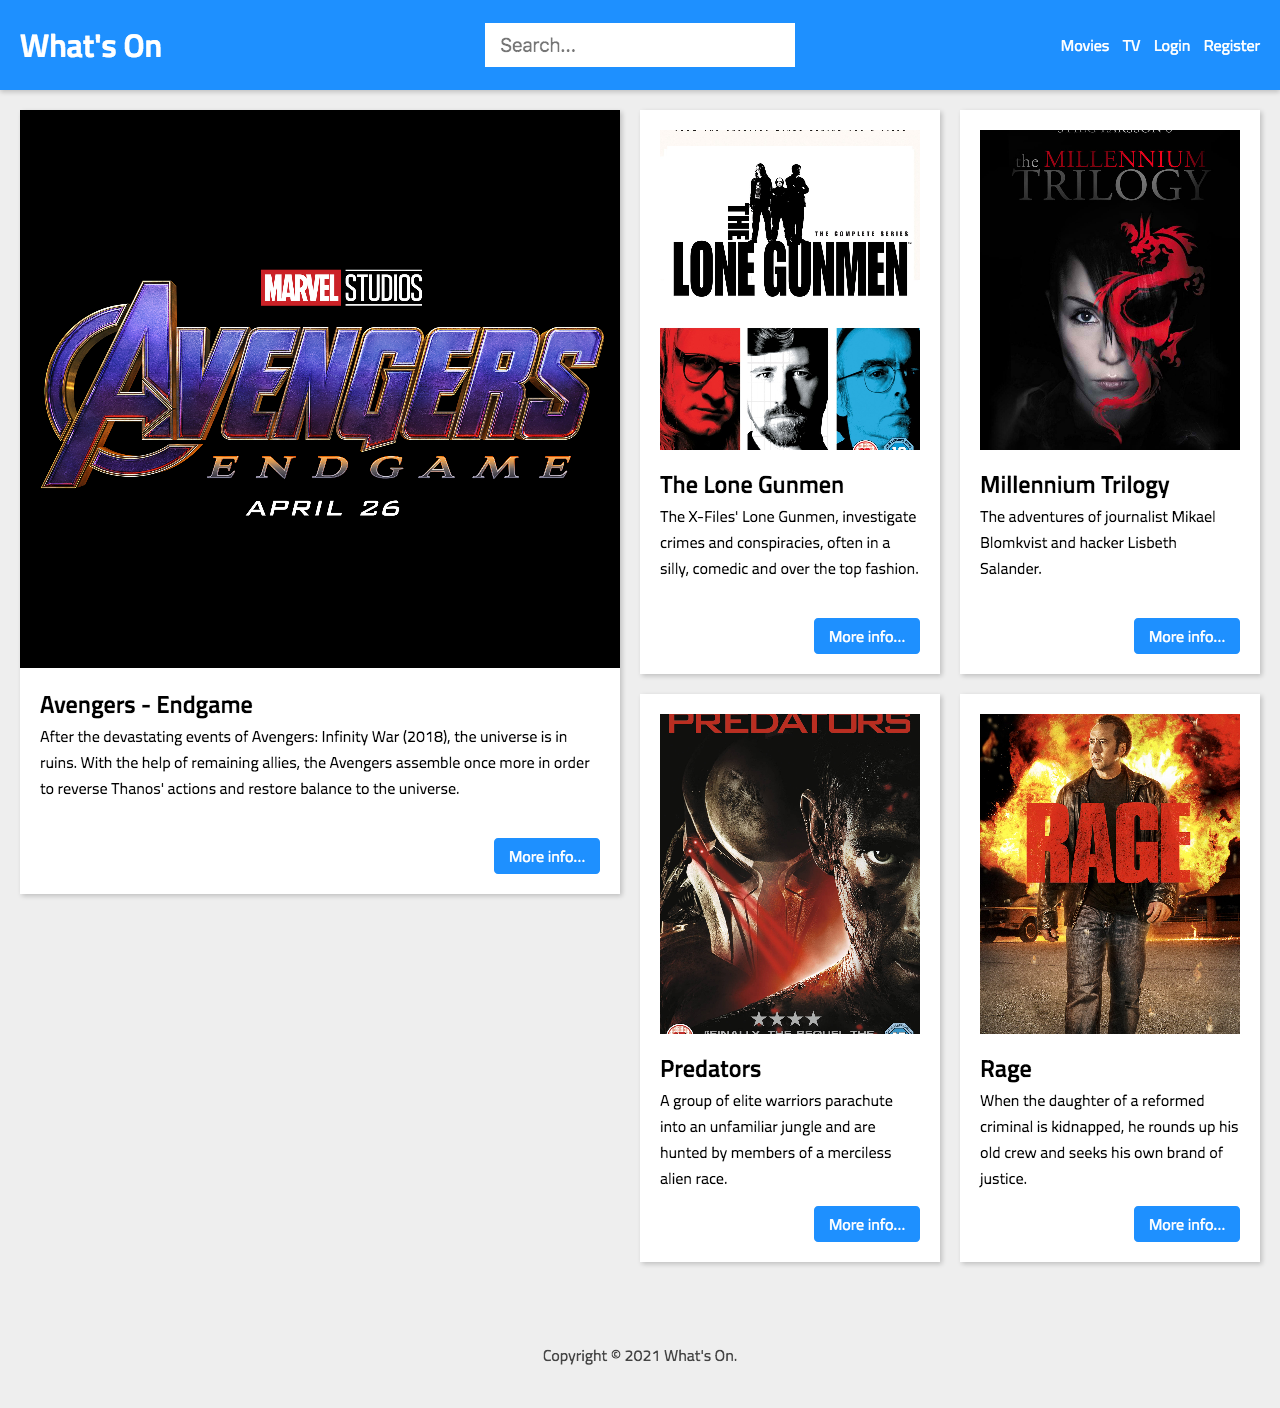 What's On
Search...
Movies TV Login Register
MARVEL STUDIOS
AVENGERS
ENDGAME
APRIL 26
Avengers - Endgame
After the devastating events of Avengers: Infinity War (2018), the universe is in
ruins. With the help of remaining allies, the Avengers assemble once more in order
to reverse Thanos' actions and restore balance to the universe.
More info...
THE
THE COMPLETE SERIES
LONE GUNMEN
The Lone Gunmen
The X-Files' Lone Gunmen, investigate
crimes and conspiracies, often in a
silly, comedic and over the top fashion.
More info...
the MILLENNIUM
TRILOGY
Millennium Trilogy
The adventures of journalist Mikael
Blomkvist and hacker Lisbeth
Salander.
More info...
PREDATORS
Predators
A group of elite warriors parachute
into an unfamiliar jungle and are
hunted by members of a merciless
alien race.
More info...
RAGE
Rage
When the daughter of a reformed
criminal is kidnapped, he rounds up his
old crew and seeks his own brand of
justice.
More info...
Copyright © 2021 What's On.